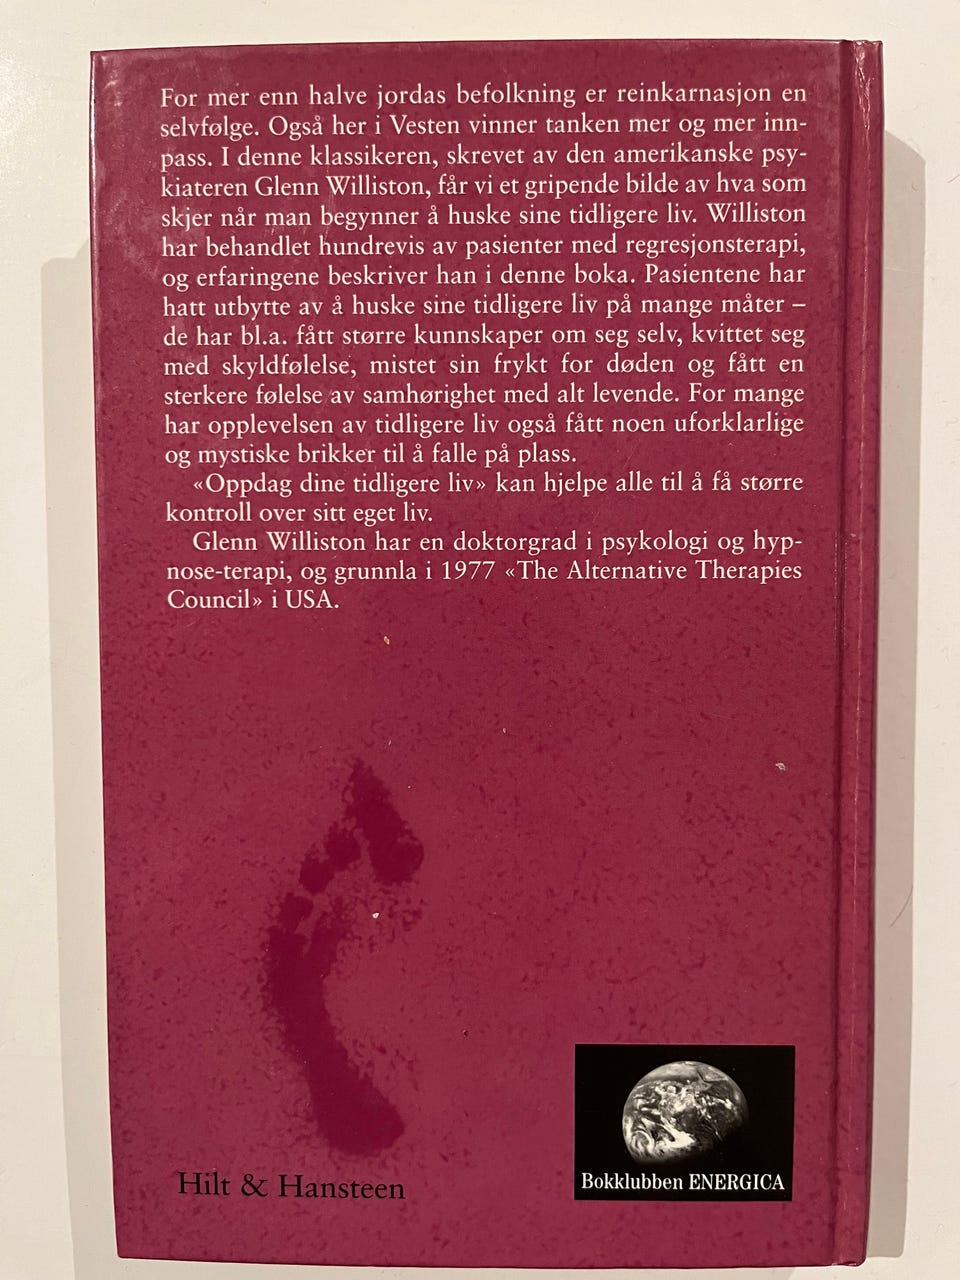 For mer enn halve jordas befolkning er reinkarnasjon en
selvfølge. Også her i Vesten vinner tanken mer og mer inn-
pass. I denne klassikeren, skrevet av den amerikanske psy-
kiateren Glenn Williston, får vi et gripende bilde av hva som
skjer når man begynner å huske sine tidligere liv. Williston
har behandlet hundrevis av pasienter med regresjonsterapi,
og erfaringene beskriver han i denne boka. Pasientene har
hatt utbytte av å huske sine tidligere liv på mange måter –
de har bl.a. fått større kunnskaper om seg selv, kvittet seg
med skyldfølelse, mistet sin frykt for døden og fått en
sterkere følelse av samhørighet med alt levende. For mange
har opplevelsen av tidligere liv også fått noen uforklarlige
og mystiske brikker til å falle på plass.
«Oppdag dine tidligere liv» kan hjelpe alle til å få større
kontroll over sitt eget liv.
Glenn Williston har en doktorgrad i psykologi og hyp-
nose-terapi, og grunnla i 1977 «The Alternative Therapies
Council» i USA.
Hilt & Hansteen
Bokklubben ENERGICA